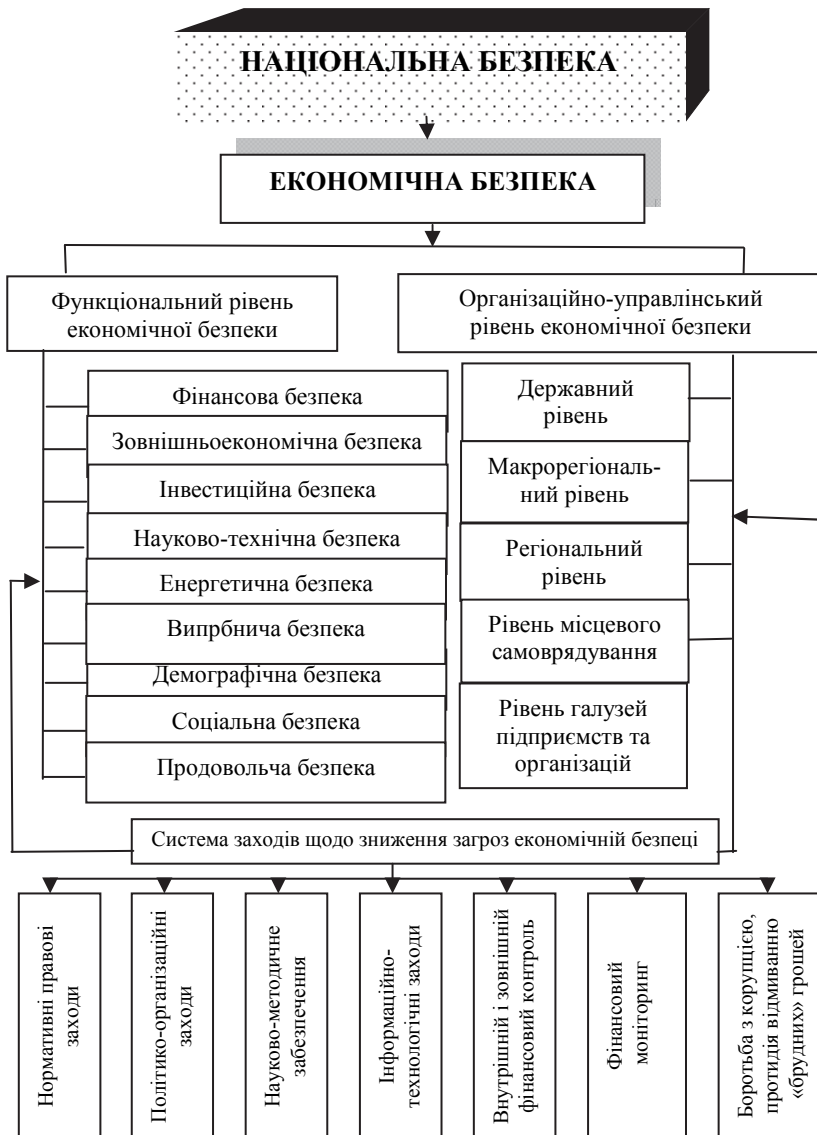 НАЦІОНАЛЬНА БЕЗПЕКА
ЕКОНОМІЧНА БЕЗПЕКА
Функціональний рівень
економічної безпеки
Організаційно-управлінський
рівень економічної безпеки
Фінансова безпека
Зовнішньоекономічна безпека
Інвестиційна безпека
Науково-технічна безпека
Енергетична безпека
Випрбнича безпека
Демографічна безпека
Соціальна безпека
Продовольча безпека
Державний
рівень
Макрорегіональ-
ний рівень
Регіональний
рівень
Рівень місцевого
самоврядування
Рівень галузей
підприємств та
організацій
Система заходів щодо зниження загроз економічній безпеці
Нормативні правові
заходи
Політико-організаційні
заходи
Науково-методичне
забезпечення
Інформаційно-
технологічні заходи
Внутрішній і зовнішній
фінансовий контроль
Фінансовий
моніторинг
Боротьба з корупцією,
протидія відмиванню
«брудних» грошей